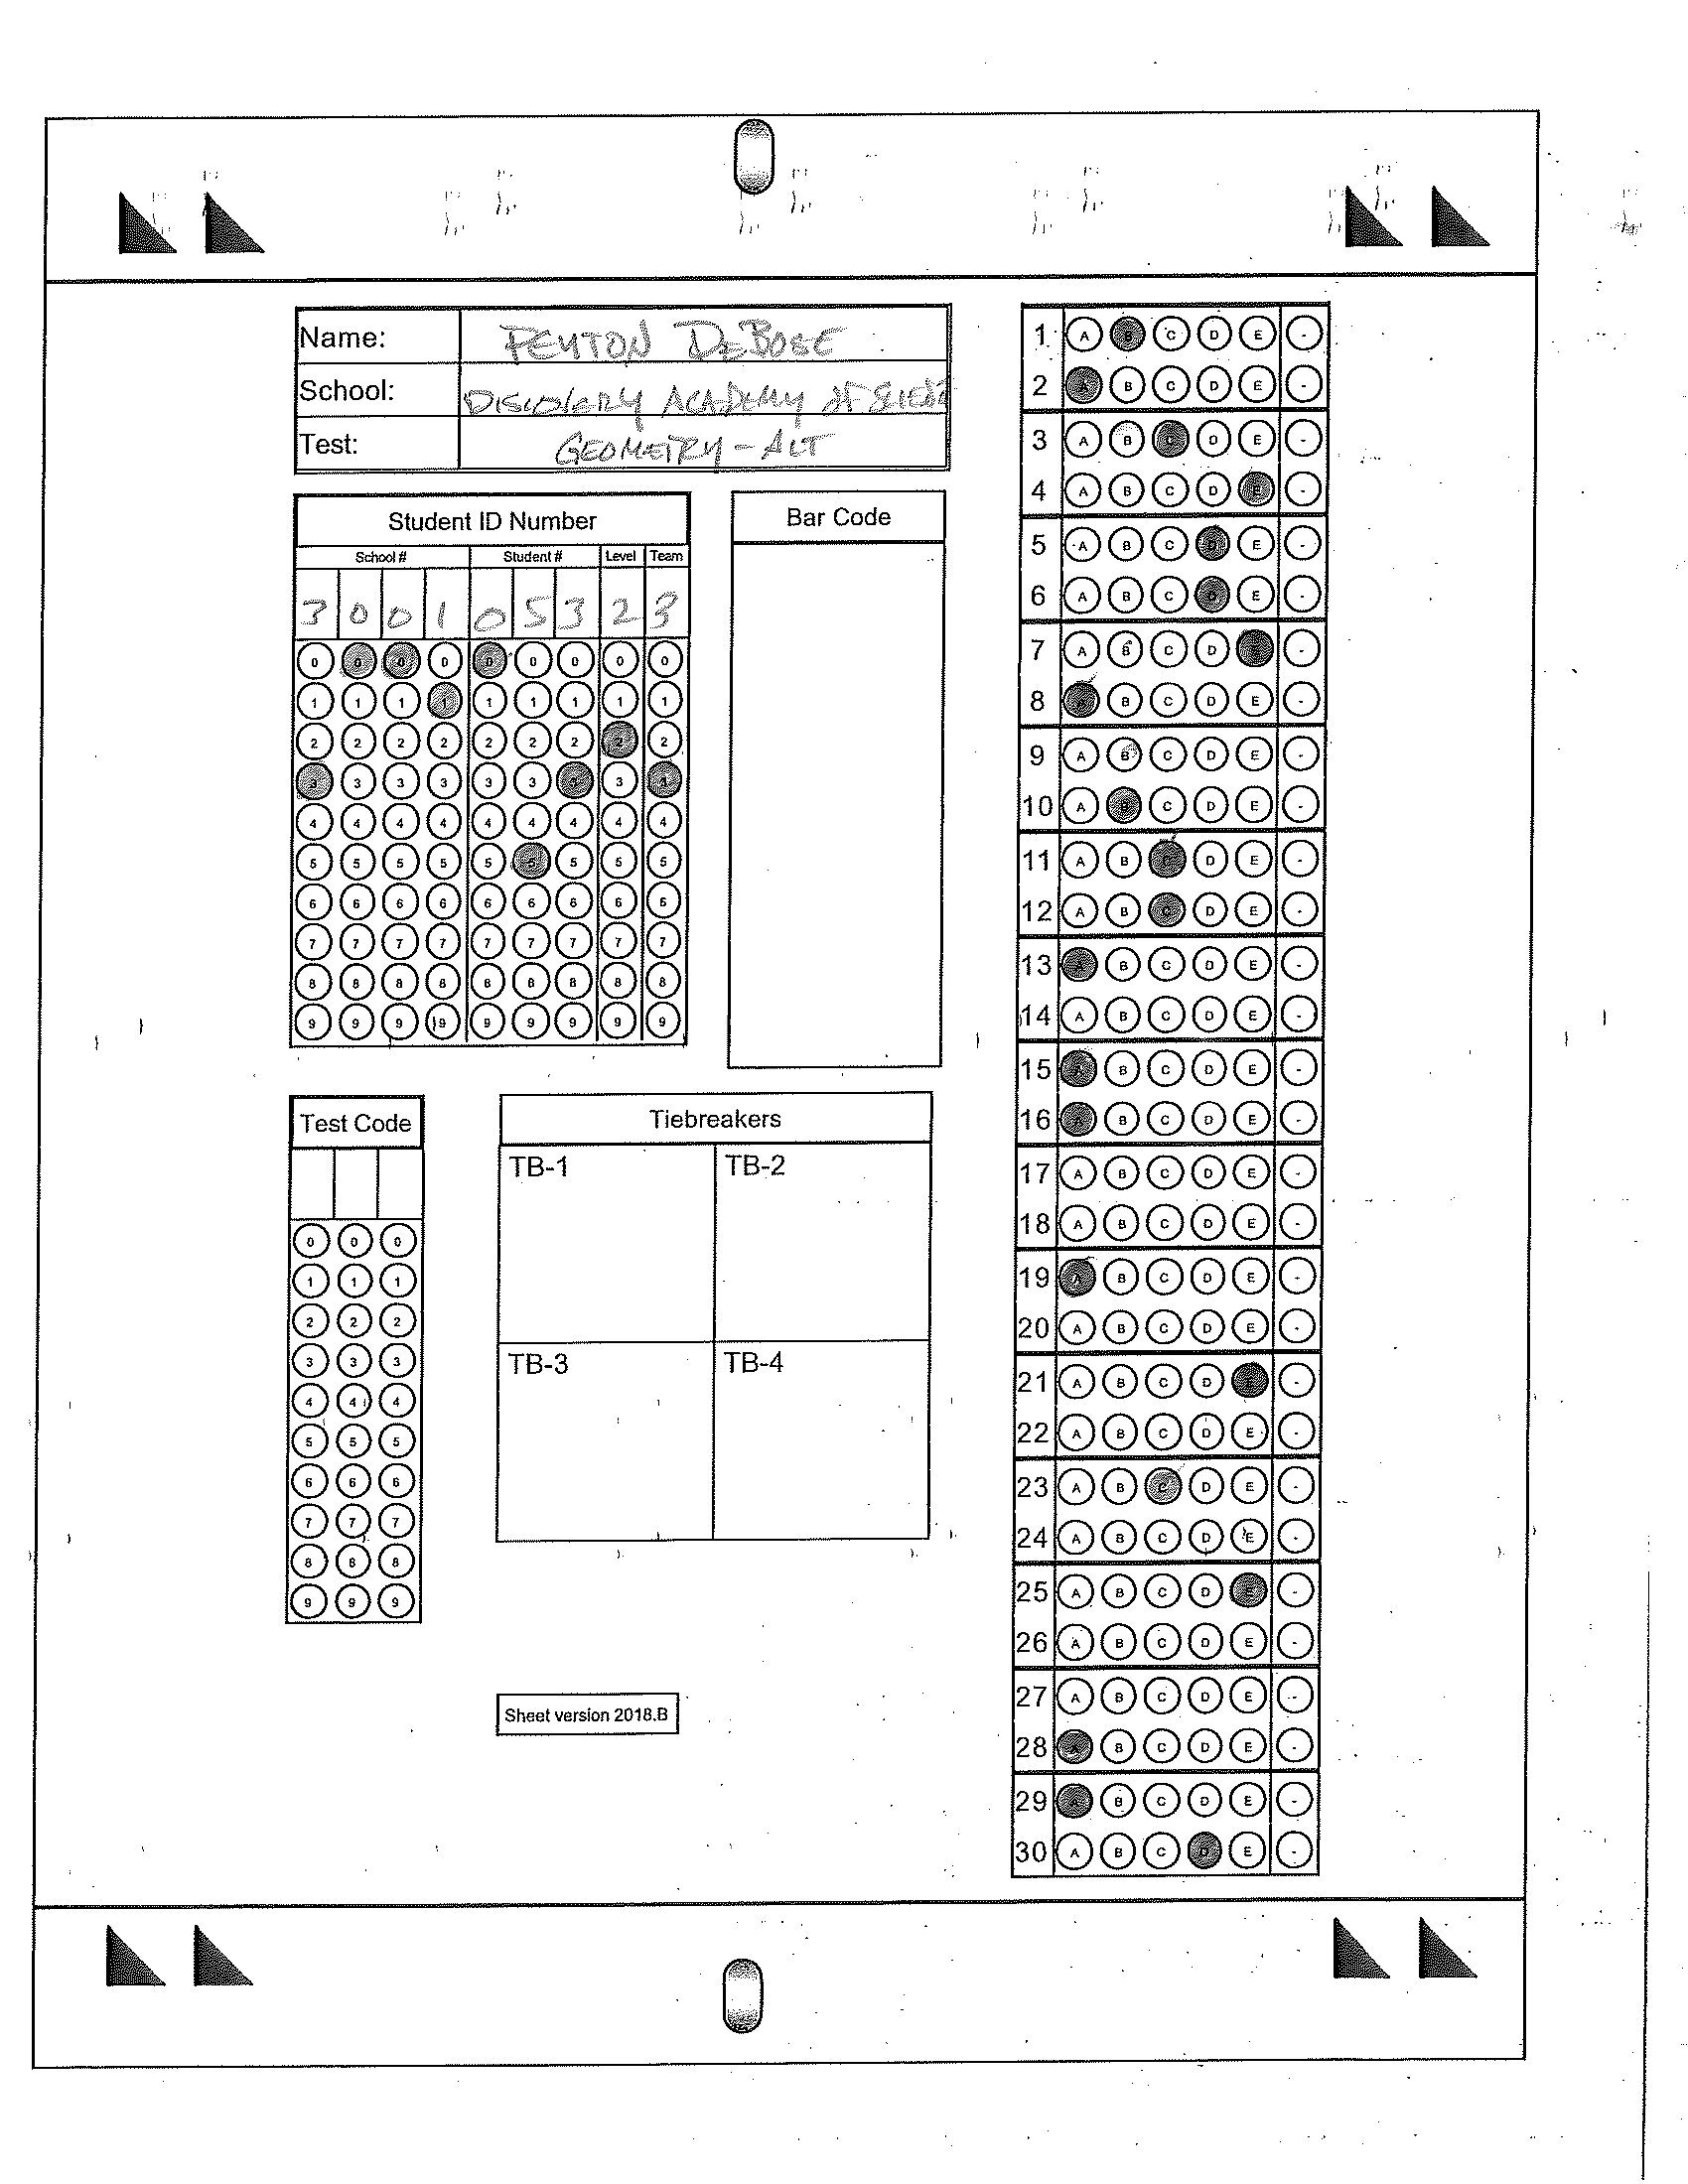 Name: PEYTON DEBOSE
School: DISCOVERY ACADEMY OF
Test: GEOMETRY - ALT
Student ID Number
School # Student # Level Team
3 0 0 1 0 5 3 2 3
0 0 0 0 0 0 0 0 0
1 1 1 1 1 1 1 1 1
2 2 2 2 2 2 2 2 2
3 3 3 3 3 3 3 3 3
4 4 4 4 4 4 4 4 4
5 5 5 5 5 5 5 5 5
6 6 6 6 6 6 6 6 6
7 7 7 7 7 7 7 7 7
8 8 8 8 8 8 8 8 8
9 9 9 9 9 9 9 9 9
Bar Code
Test Code
0 0 0
1 1 1
2 2 2
3 3 3
4 4 4
5 5 5
6 6 6
7 7 7
8 8 8
9 9 9
Tiebreakers
TB-1 TB-2
TB-3 TB-4
Sheet version 2018.B
1 A B C D E -
2 A B C D E -
3 A B C D E -
4 A B C D E -
5 A B C D E -
6 A B C D E -
7 A B C D E -
8 A B C D E -
9 A B C D E -
10 A B C D E -
11 A B C D E -
12 A B C D E -
13 A B C D E -
14 A B C D E -
15 A B C D E -
16 A B C D E -
17 A B C D E -
18 A B C D E -
19 A B C D E -
20 A B C D E -
21 A B C D E -
22 A B C D E -
23 A B C D E -
24 A B C D E -
25 A B C D E -
26 A B C D E -
27 A B C D E -
28 A B C D E -
29 A B C D E -
30 A B C D E -